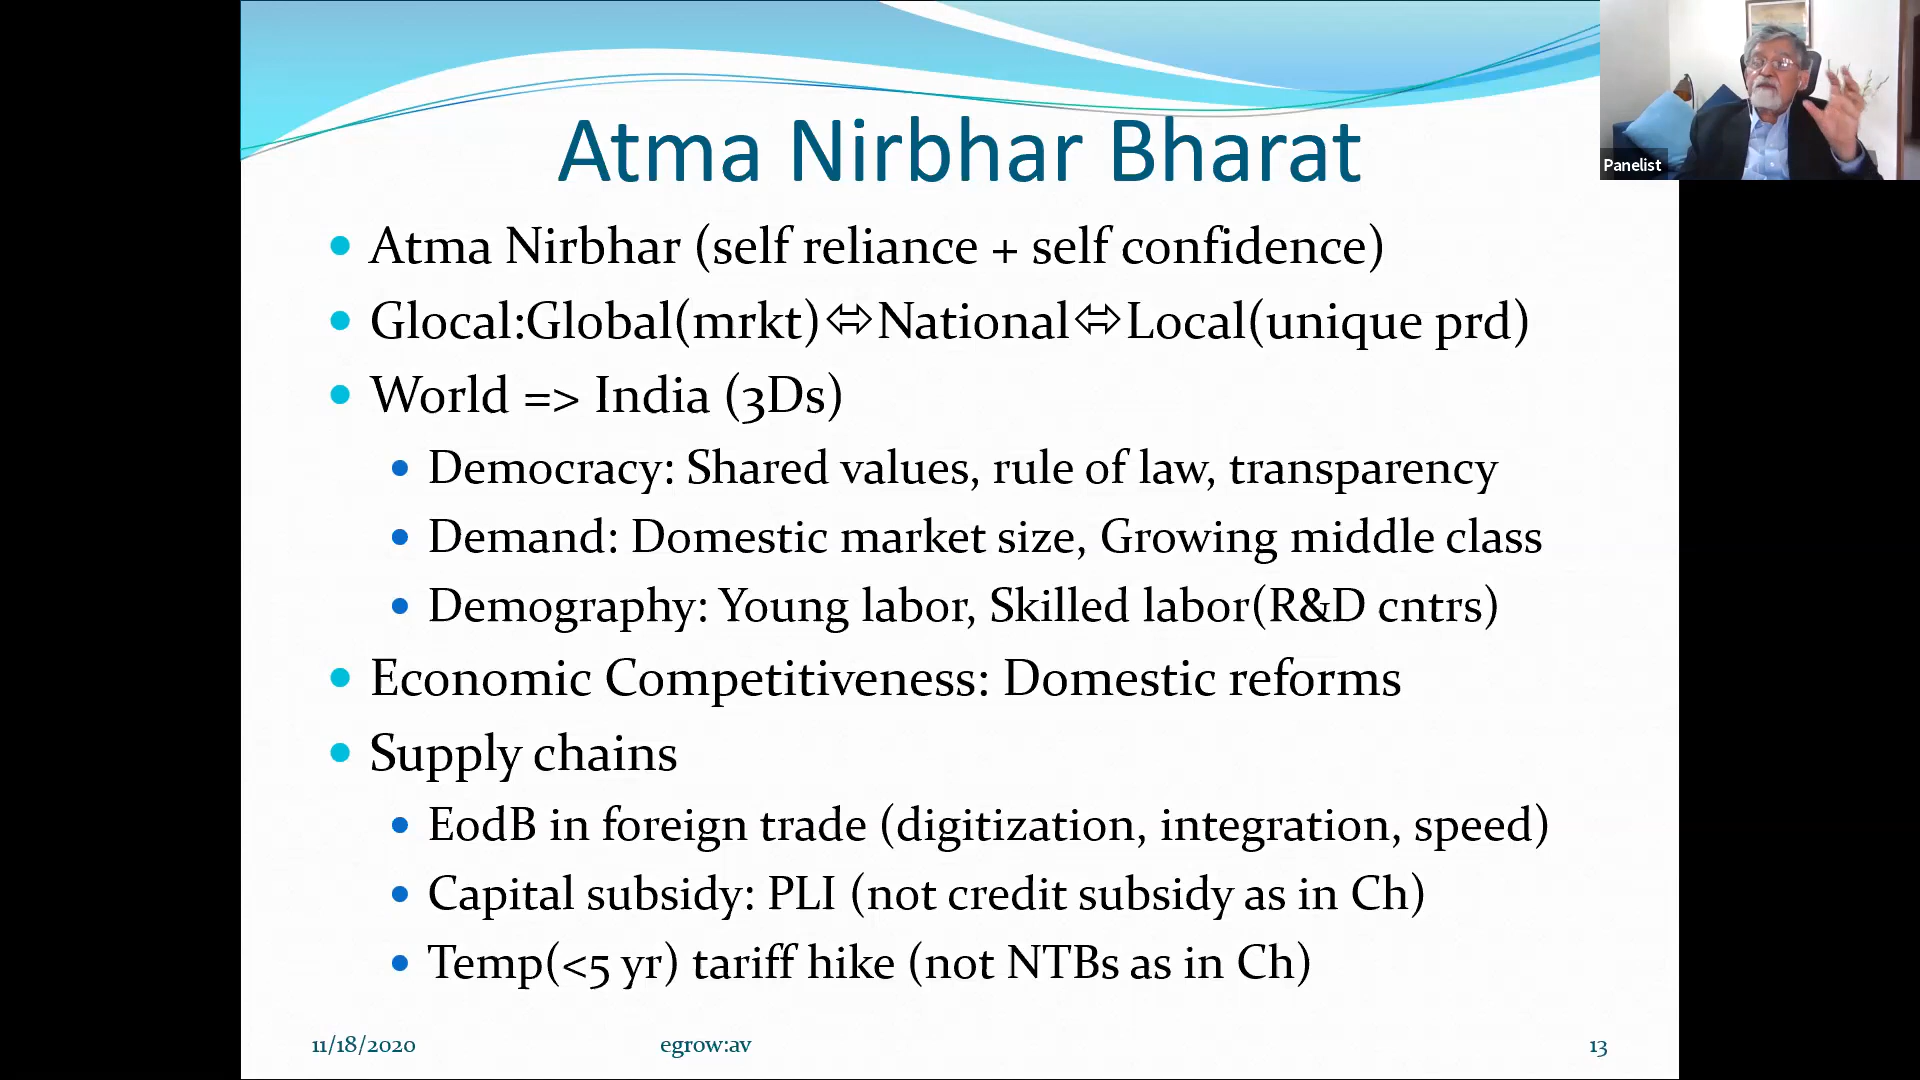 Atma Nirbhar Bharat
Panelist
Atma Nirbhar (self reliance + self confidence)
Glocal:Global(mrkt)⬄National⬄Local(unique prd)
World => India (3Ds)
Democracy: Shared values, rule of law, transparency
Demand: Domestic market size, Growing middle class
Demography: Young labor, Skilled labor(R&D cntrs)
Economic Competitiveness: Domestic reforms
Supply chains
EodB in foreign trade (digitization, integration, speed)
Capital subsidy: PLI (not credit subsidy as in Ch)
Temp(<5 yr) tariff hike (not NTBs as in Ch)
11/18/2020 egrow:av 13